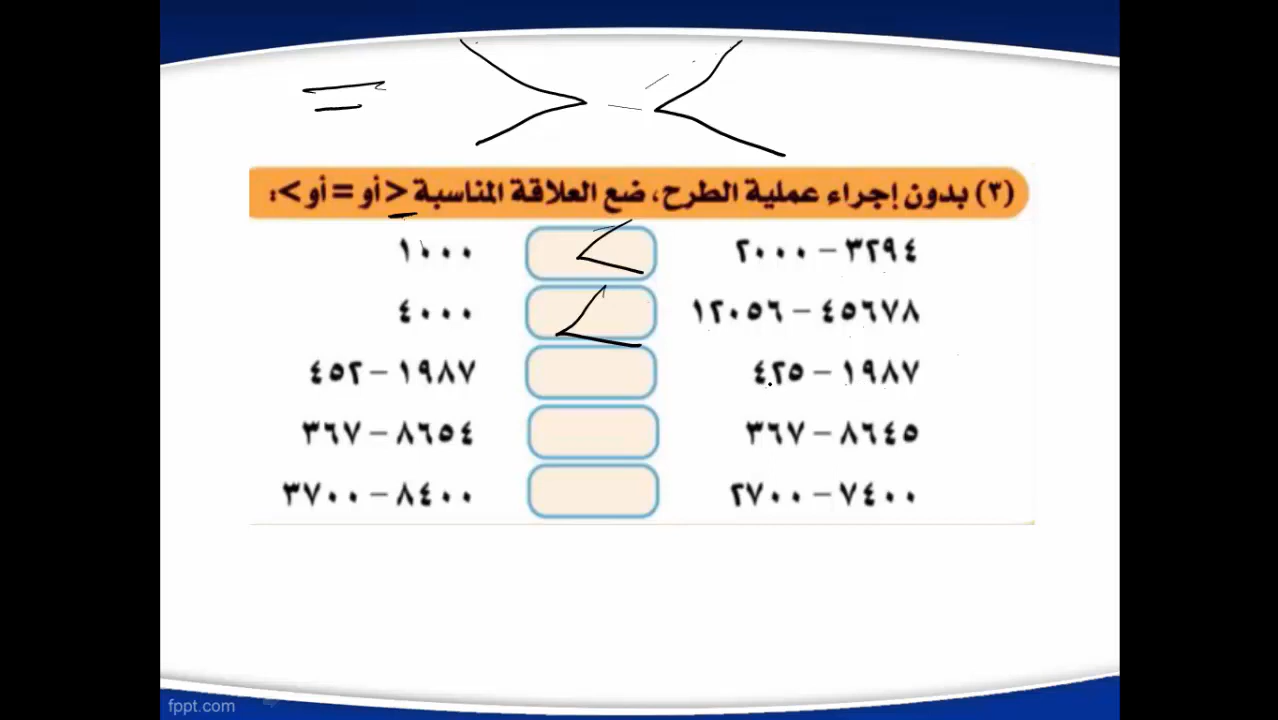 =
(٣) بدون إجراء عملية الطرح، ضع العلاقة المناسبة > أو = أو <:
٣٢٩٤ – ٢٠٠٠ < ١٠٠٠
٤٥٦٧٨ – ١٢٠٥٦ < ٤٠٠٠
١٩٨٧ – ٤٢٥ ١٩٨٧ – ٤٥٢
٨٦٤٥ – ٣٦٧ ٨٦٥٤ – ٣٦٧
٧٤٠٠ – ٢٧٠٠ ٨٤٠٠ – ٣٧٠٠
fppt.com